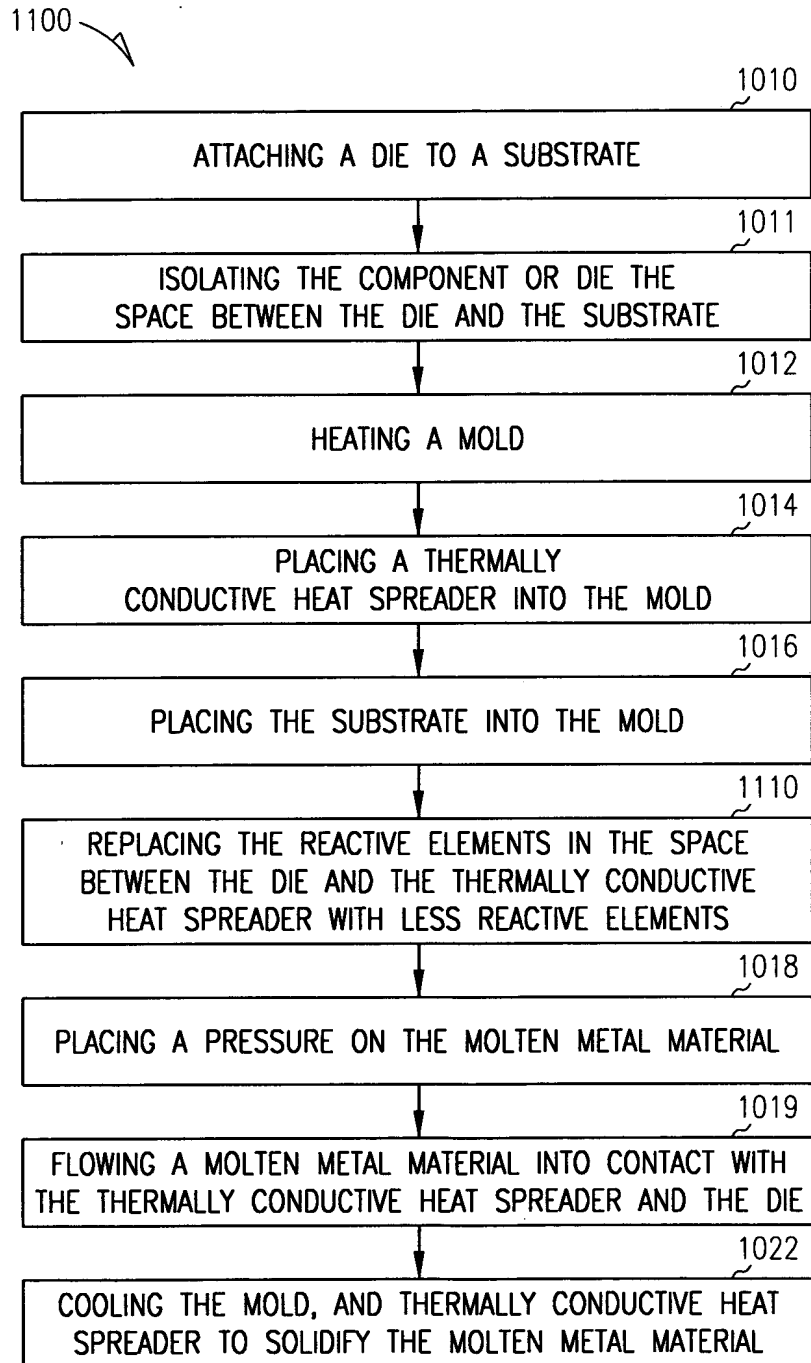 1100
1010
ATTACHING A DIE TO A SUBSTRATE
1011
ISOLATING THE COMPONENT OR DIE THE
SPACE BETWEEN THE DIE AND THE SUBSTRATE
1012
HEATING A MOLD
1014
PLACING A THERMALLY
CONDUCTIVE HEAT SPREADER INTO THE MOLD
1016
PLACING THE SUBSTRATE INTO THE MOLD
1110
REPLACING THE REACTIVE ELEMENTS IN THE SPACE
BETWEEN THE DIE AND THE THERMALLY CONDUCTIVE
HEAT SPREADER WITH LESS REACTIVE ELEMENTS
1018
PLACING A PRESSURE ON THE MOLTEN METAL MATERIAL
1019
FLOWING A MOLTEN METAL MATERIAL INTO CONTACT WITH
THE THERMALLY CONDUCTIVE HEAT SPREADER AND THE DIE
1022
COOLING THE MOLD, AND THERMALLY CONDUCTIVE HEAT
SPREADER TO SOLIDIFY THE MOLTEN METAL MATERIAL